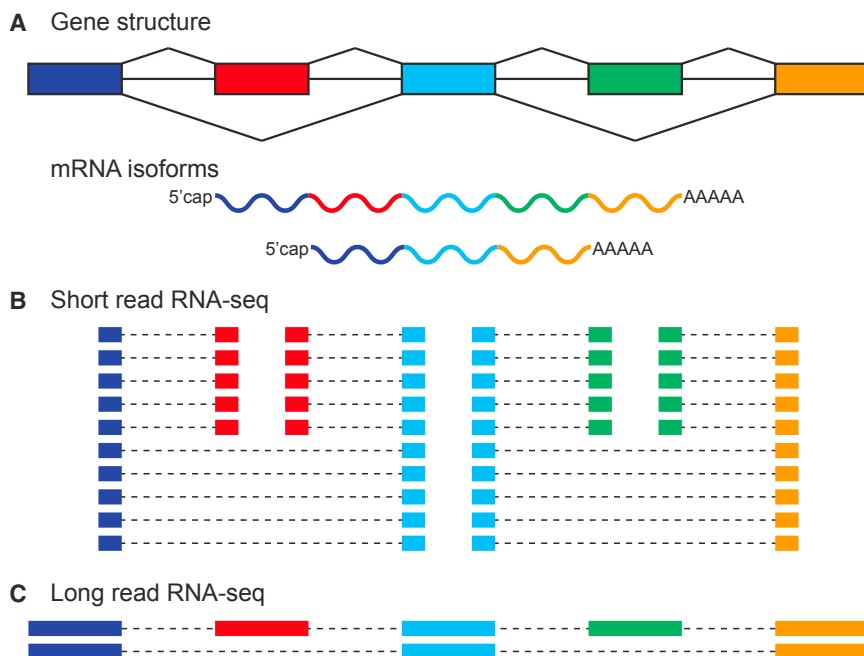 A Gene structure
mRNA isoforms
5'cap AAAAA
5'cap AAAAA
B Short read RNA-seq
C Long read RNA-seq